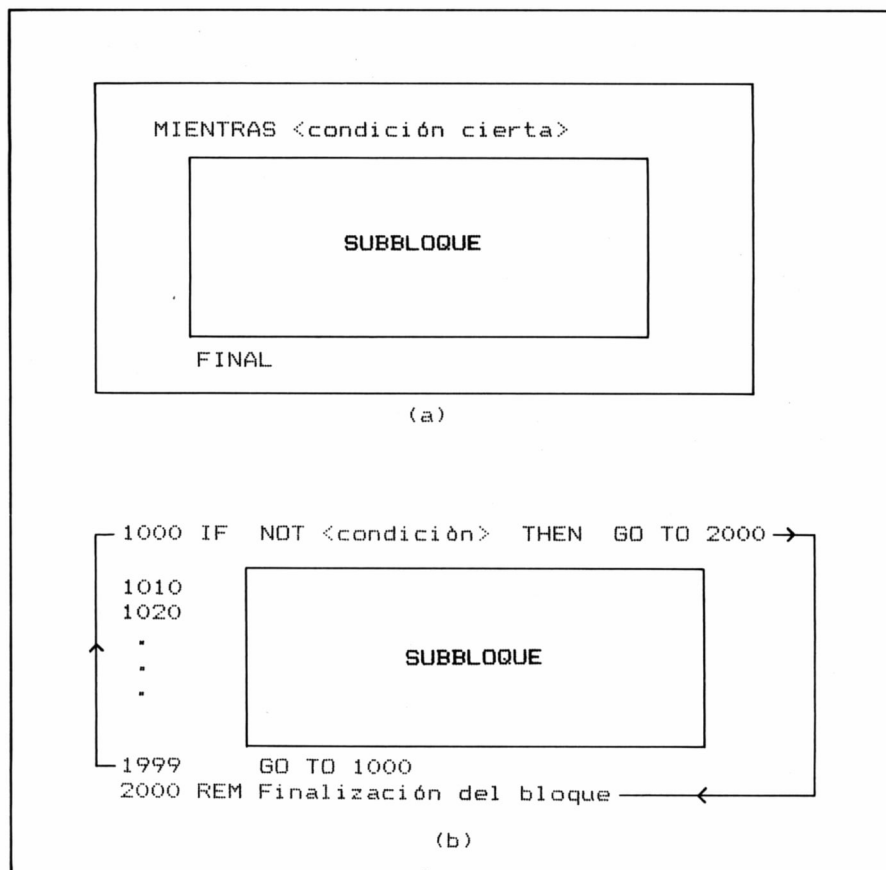 MIENTRAS <condición cierta>
SUBBLOQUE
FINAL
(a)
1000 IF NOT <condiciòn> THEN GO TO 2000
1010
1020
.
.
.
SUBBLOQUE
1999 GO TO 1000
2000 REM Finalización del bloque
(b)